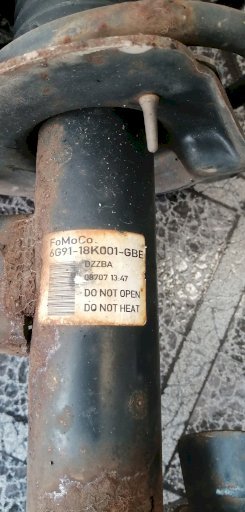 FoMoCo
6G91-18K001-GBE
DZZBA
08707 13.47
DO NOT OPEN
DO NOT HEAT